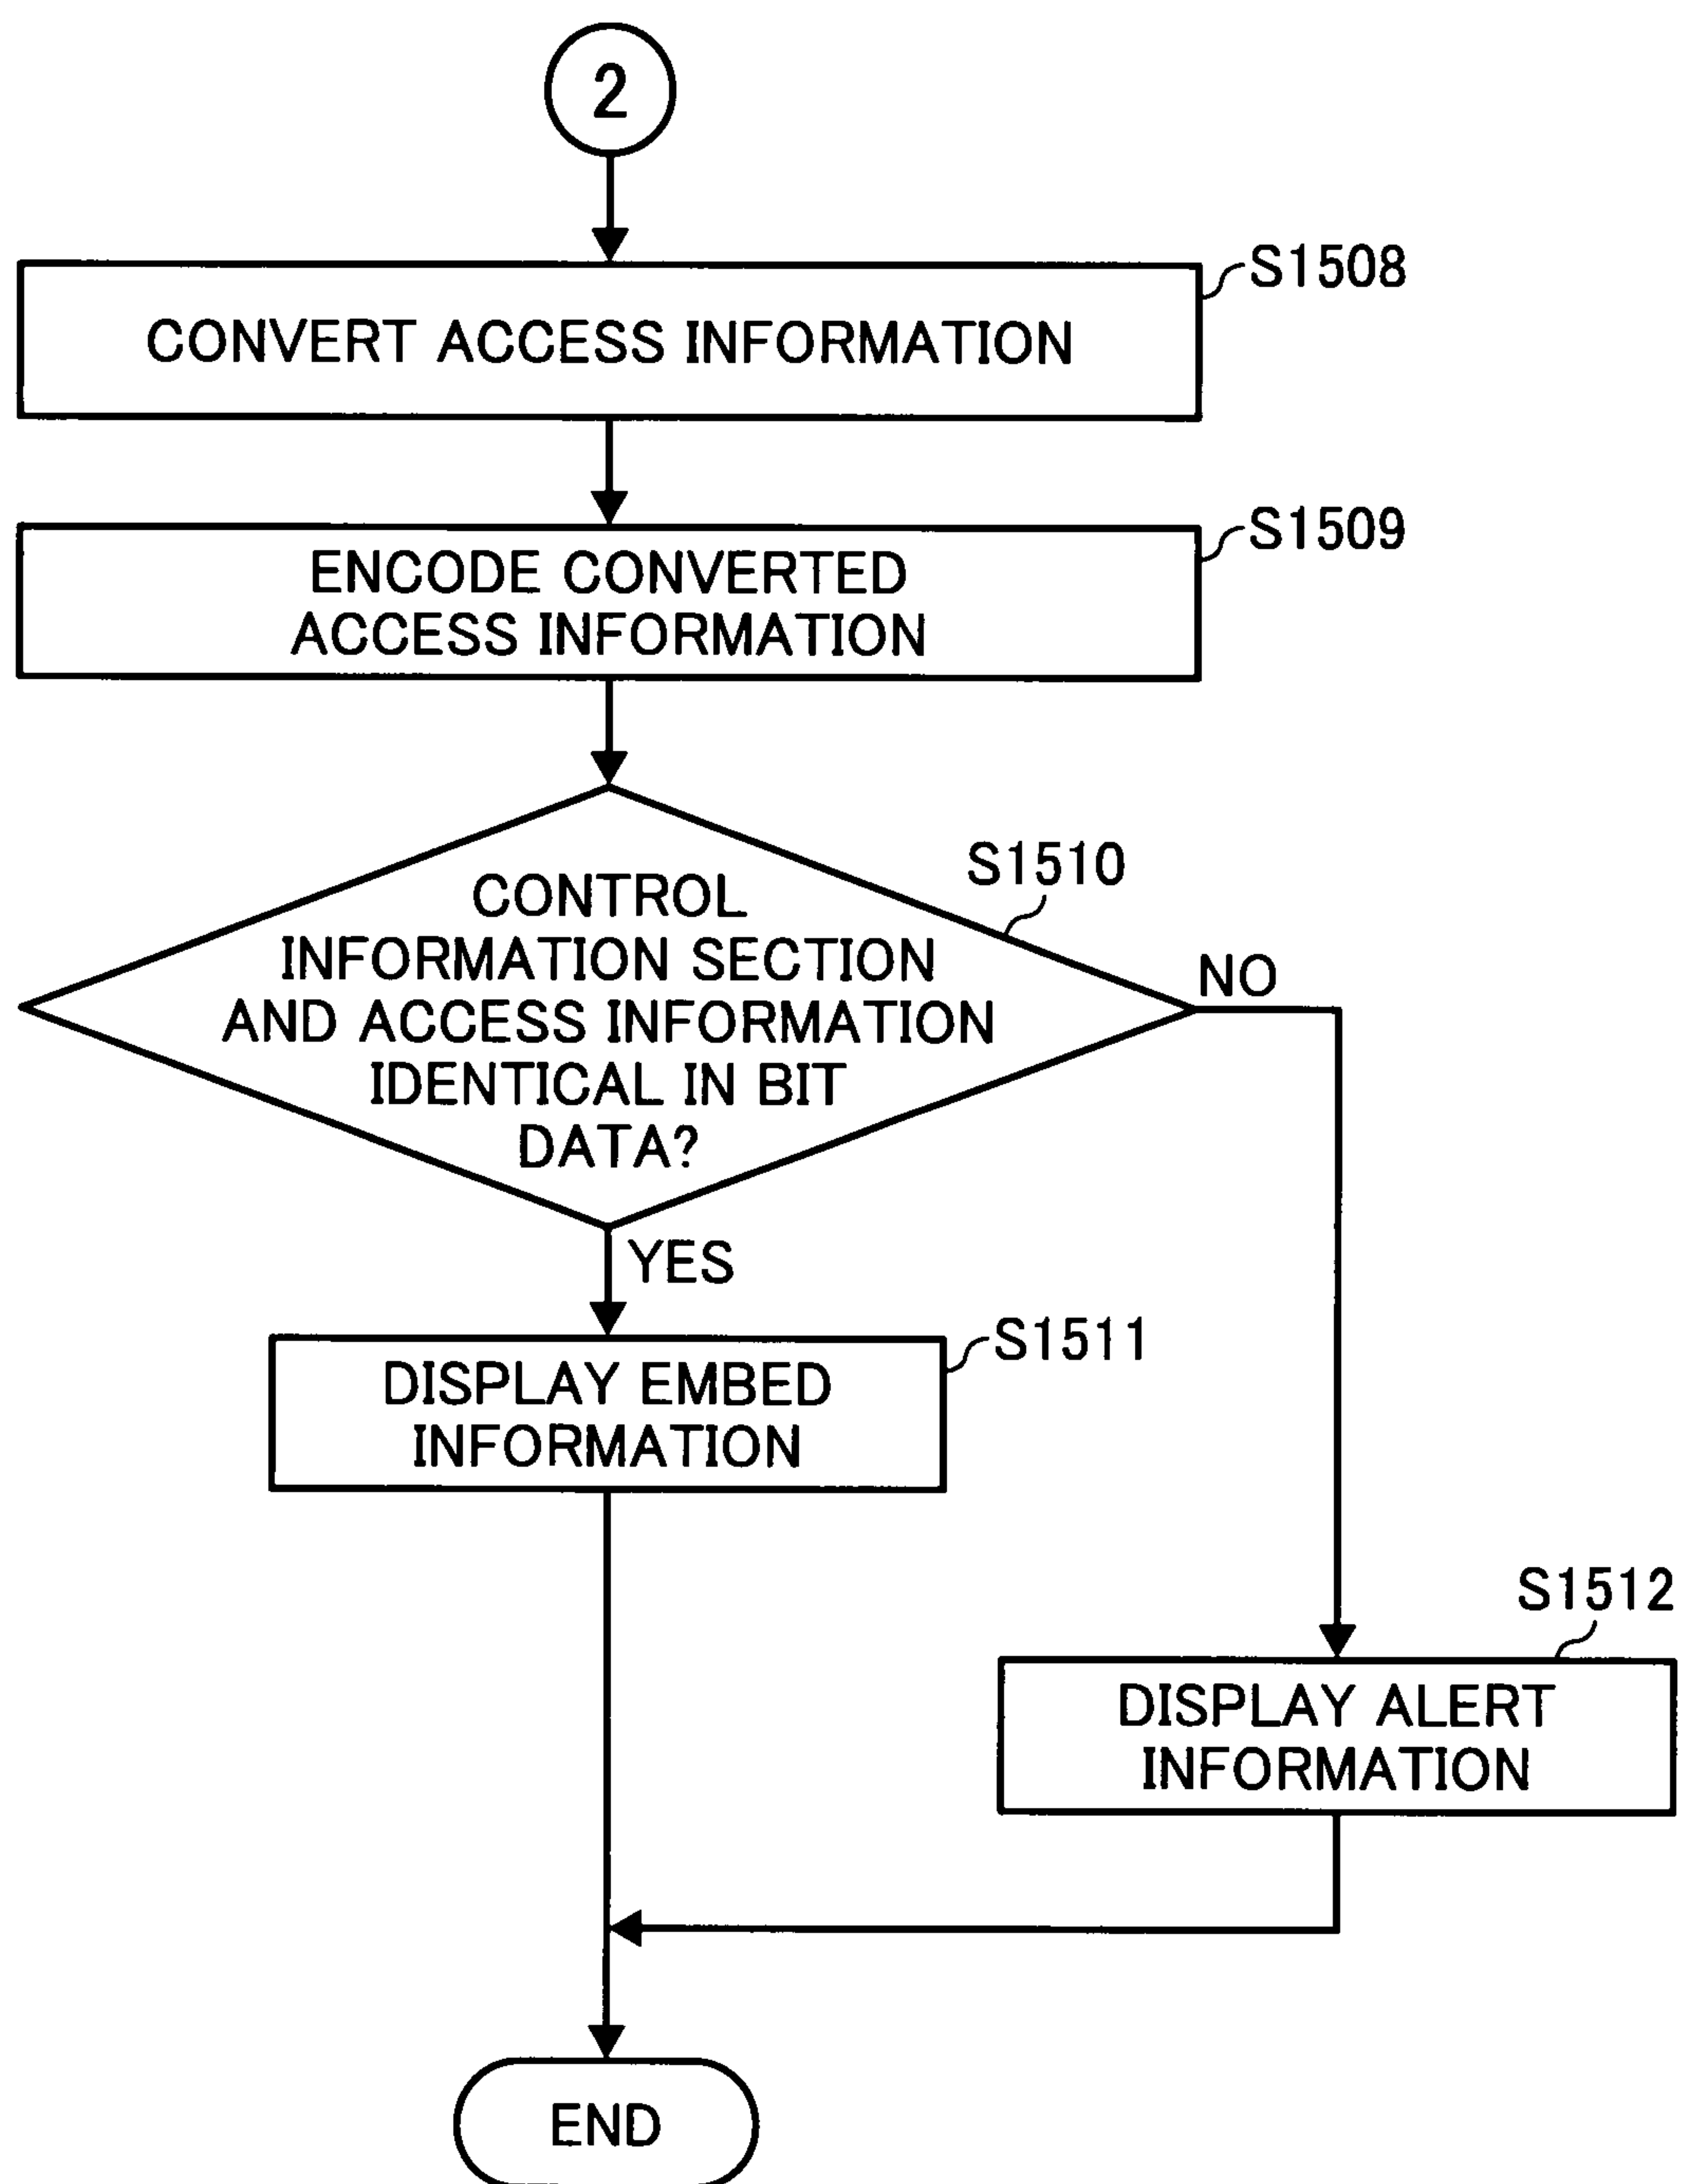 2
S1508
CONVERT ACCESS INFORMATION
S1509
ENCODE CONVERTED
ACCESS INFORMATION
S1510
CONTROL
INFORMATION SECTION
AND ACCESS INFORMATION
IDENTICAL IN BIT
DATA?
NO
YES
S1511
DISPLAY EMBED
INFORMATION
S1512
DISPLAY ALERT
INFORMATION
END